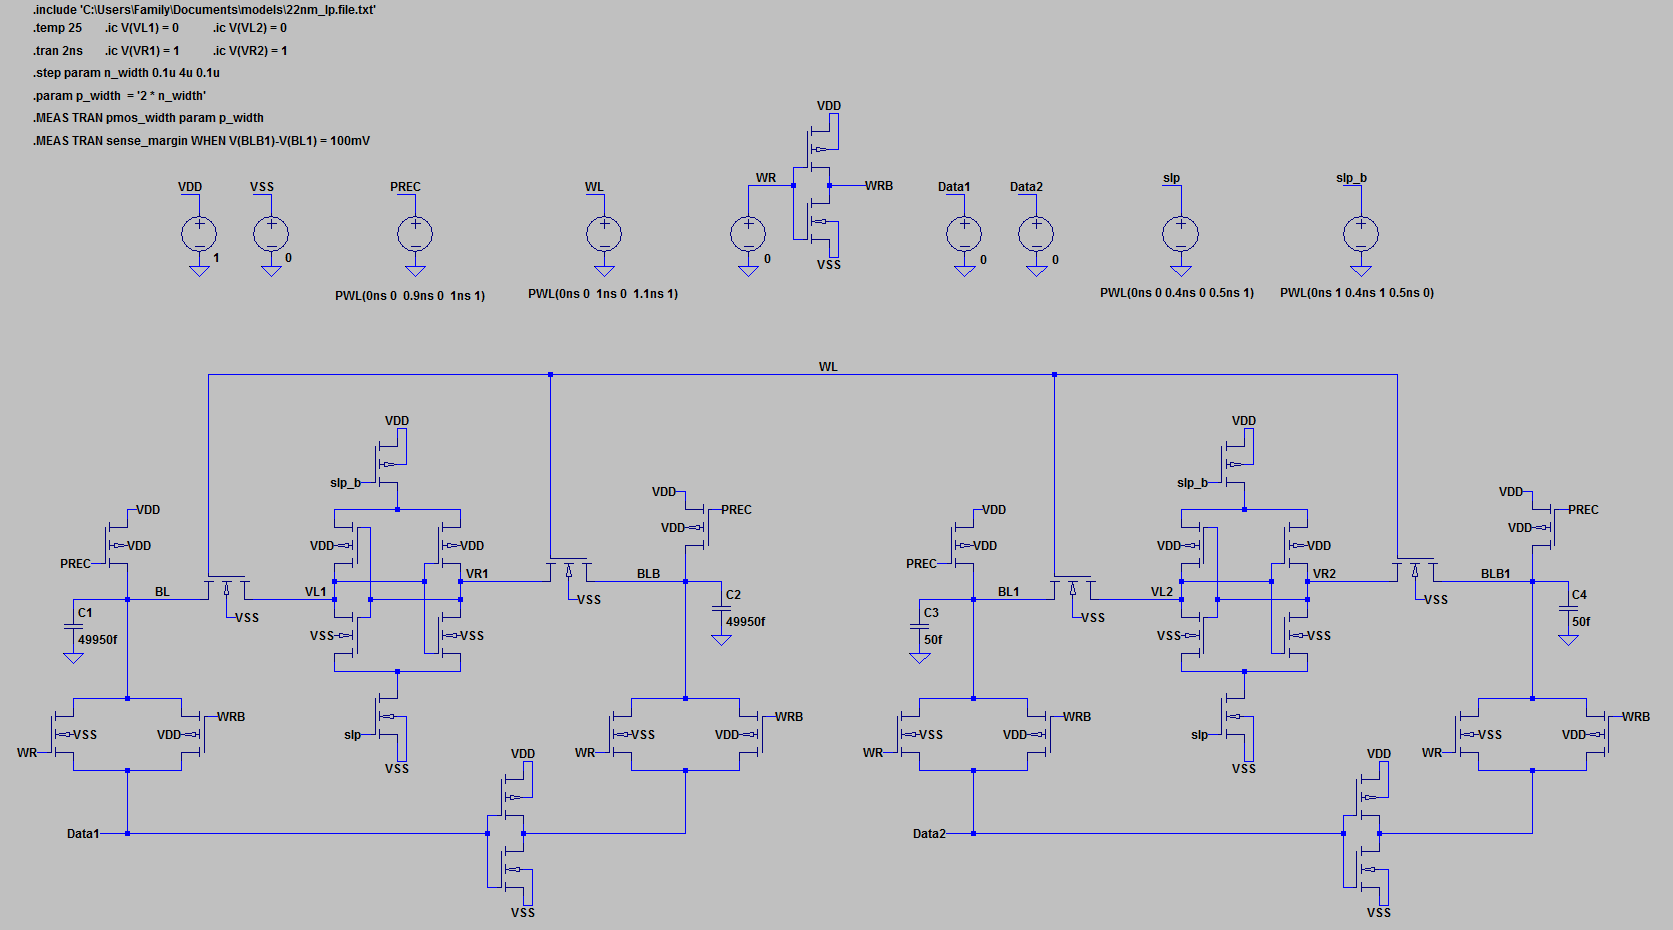 .include 'C:\Users\Family\Documents\models\22nm_lp.file.txt'
.temp 25 .ic V(VL1) = 0 .ic V(VL2) = 0
.tran 2ns .ic V(VR1) = 1 .ic V(VR2) = 1
.step param n_width 0.1u 4u 0.1u
.param p_width = '2 * n_width'
.MEAS TRAN pmos_width param p_width
.MEAS TRAN sense_margin WHEN V(BLB1)-V(BL1) = 100mV
VDD
WR
WRB
VSS
VDD VSS PREC WL Data1 Data2 slp slp_b
1 0 0 0 0
PWL(0ns 0 0.9ns 0 1ns 1) PWL(0ns 0 1ns 0 1.1ns 1) PWL(0ns 0 0.4ns 0 0.5ns 1) PWL(0ns 1 0.4ns 1 0.5ns 0)
WL
VDD VDD
slp_b slp_b
VDD VDD
VDD PREC VDD PREC
VDD VDD
VDD VDD VDD VDD VDD VDD VDD VDD
PREC PREC
VR1 BLB VR2 BLB1
BL VL1 BL1 VL2
VSS VSS
C1 C2 C3 C4
VSS VSS
49950f 49950f 50f 50f
VSS VSS VSS VSS
WRB WRB WRB WRB
VSS VDD slp VSS VDD VSS VDD slp VSS VDD
WR WR WR WR
VSS VDD VSS VDD
Data1 Data2
VSS VSS